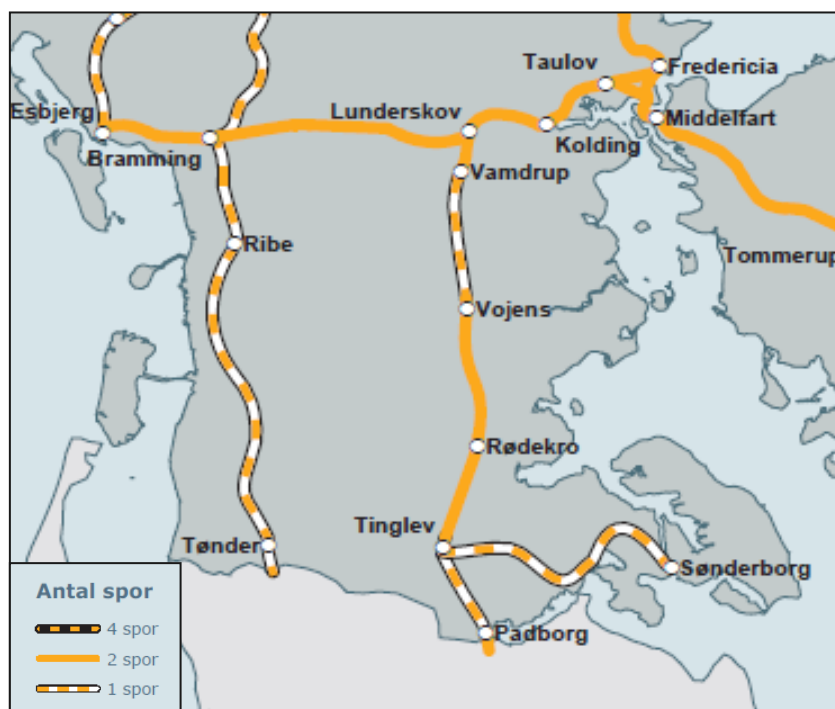 Taulov
Fredericia
Esbjerg
Lunderskov
Middelfart
Bramming
Kolding
Vamdrup
Ribe
Tommerup
Vojens
Rødekro
Tinglev
Tønder
Sønderborg
Padborg
Antal spor
4 spor
2 spor
1 spor